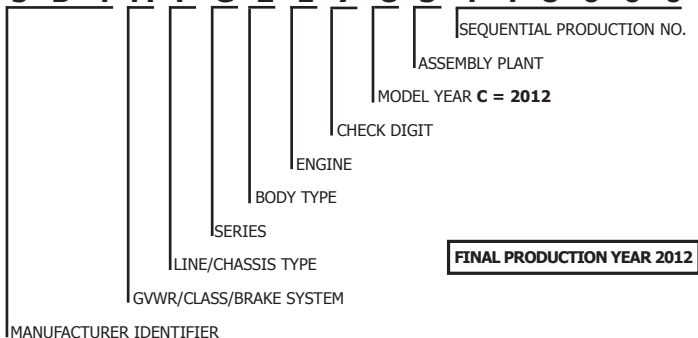 SEQUENTIAL PRODUCTION NO.
ASSEMBLY PLANT
MODEL YEAR C = 2012
CHECK DIGIT
ENGINE
BODY TYPE
SERIES
LINE/CHASSIS TYPE
FINAL PRODUCTION YEAR 2012
GVWR/CLASS/BRAKE SYSTEM
MANUFACTURER IDENTIFIER